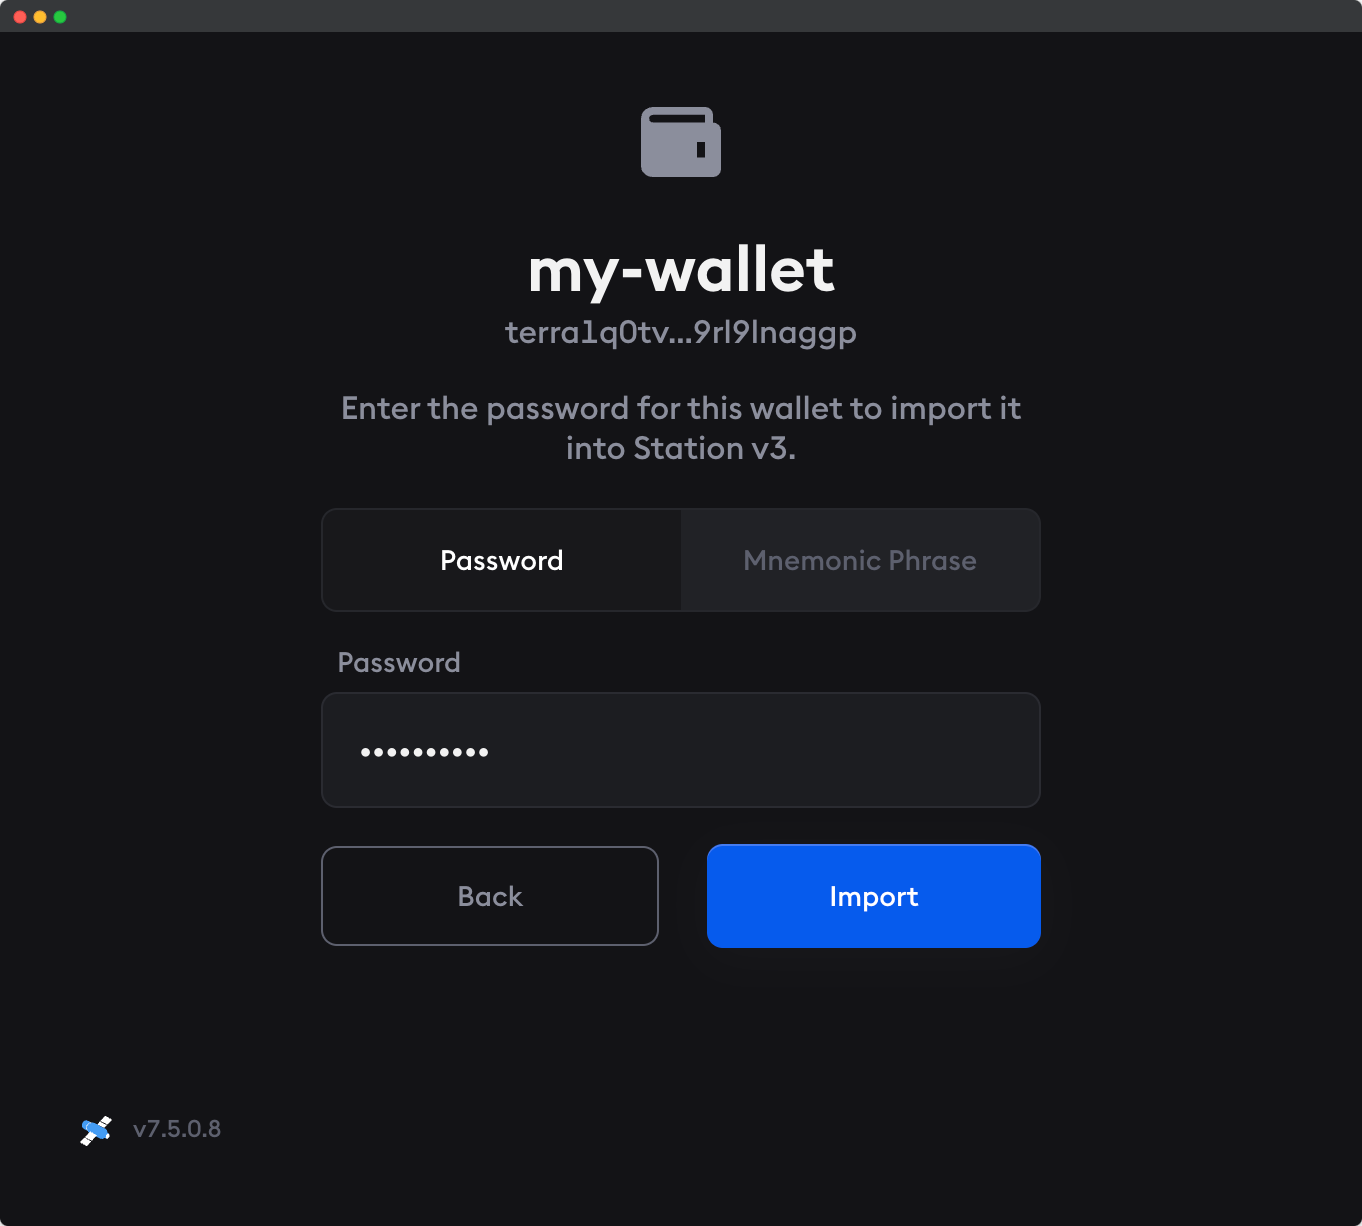 my-wallet
terra1q0tv...9rl9lnaggp
Enter the password for this wallet to import it
into Station v3.
Password
Mnemonic Phrase
Password
••••••••••
Back
Import
v7.5.0.8